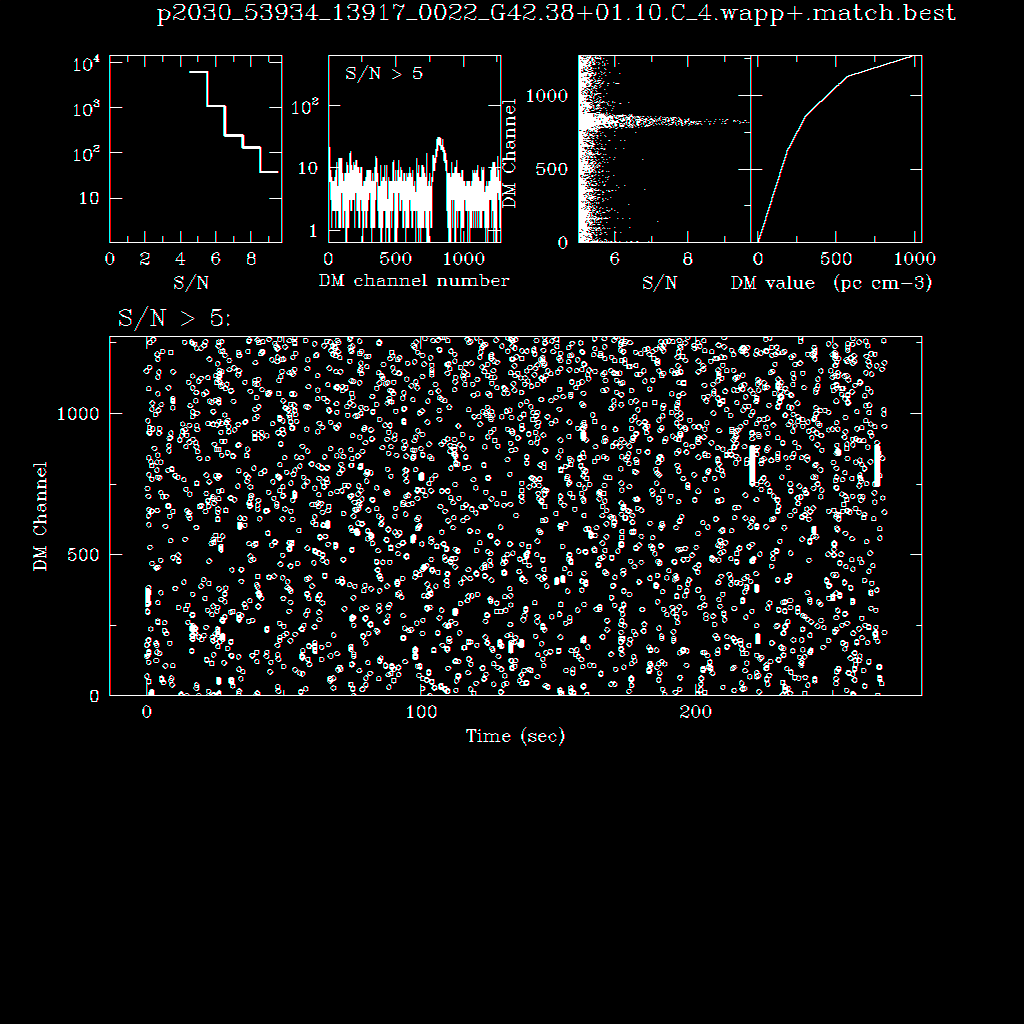 p2030_53934_13917_0022_G42.38+01.10.C_4.wapp+.match.best
10⁴
10³
10²
10
0 2 4 6 8
S/N
S/N > 5
10²
10
1
0 500 1000
DM channel number
DM Channel
1000
500
0
6 8
S/N
0 500 1000
DM value (pc cm-3)
S/N > 5:
DM Channel
1000
500
0
0 100 200
Time (sec)